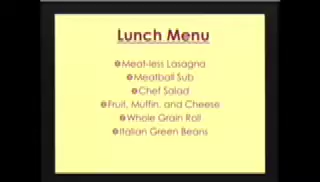 Lunch Menu
Meat-less Lasagna
Meatball Sub
Chef Salad
Fruit, Muffin, and Cheese
Whole Grain Roll
Italian Green Beans